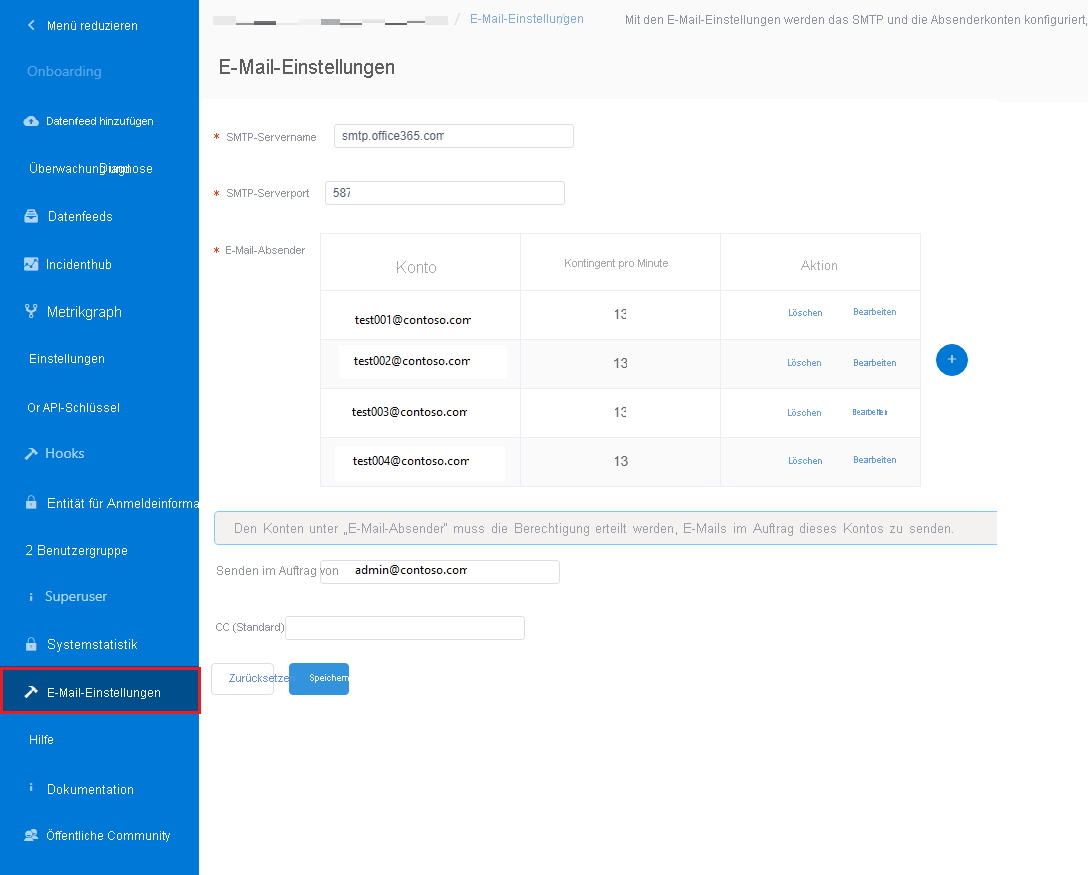 Menü reduzieren
Onboarding
Datenfeed hinzufügen
Überwachung und Diagnose
Datenfeeds
Incidenthub
Metrikgraph
Einstellungen
Or API-Schlüssel
Hooks
Entität für Anmeldeinforma
2 Benutzergruppe
Superuser
Systemstatistik
E-Mail-Einstellungen
Hilfe
Dokumentation
Öffentliche Community
/ E-Mail-Einstellungen Mit den E-Mail-Einstellungen werden das SMTP und die Absenderkonten konfiguriert,
E-Mail-Einstellungen
* SMTP-Servername smtp.office365.com
* SMTP-Serverport 587
* E-Mail-Absender
Konto Kontingent pro Minute Aktion
test001@contoso.com 13 Löschen Bearbeiten
test002@contoso.com 13 Löschen Bearbeiten
test003@contoso.com 13 Löschen Bearbeiten
test004@contoso.com 13 Löschen Bearbeiten
+
Den Konten unter „E-Mail-Absender" muss die Berechtigung erteilt werden, E-Mails im Auftrag dieses Kontos zu senden.
Senden im Auftrag von admin@contoso.com
CC (Standard)
Zurücksetzen Speichern